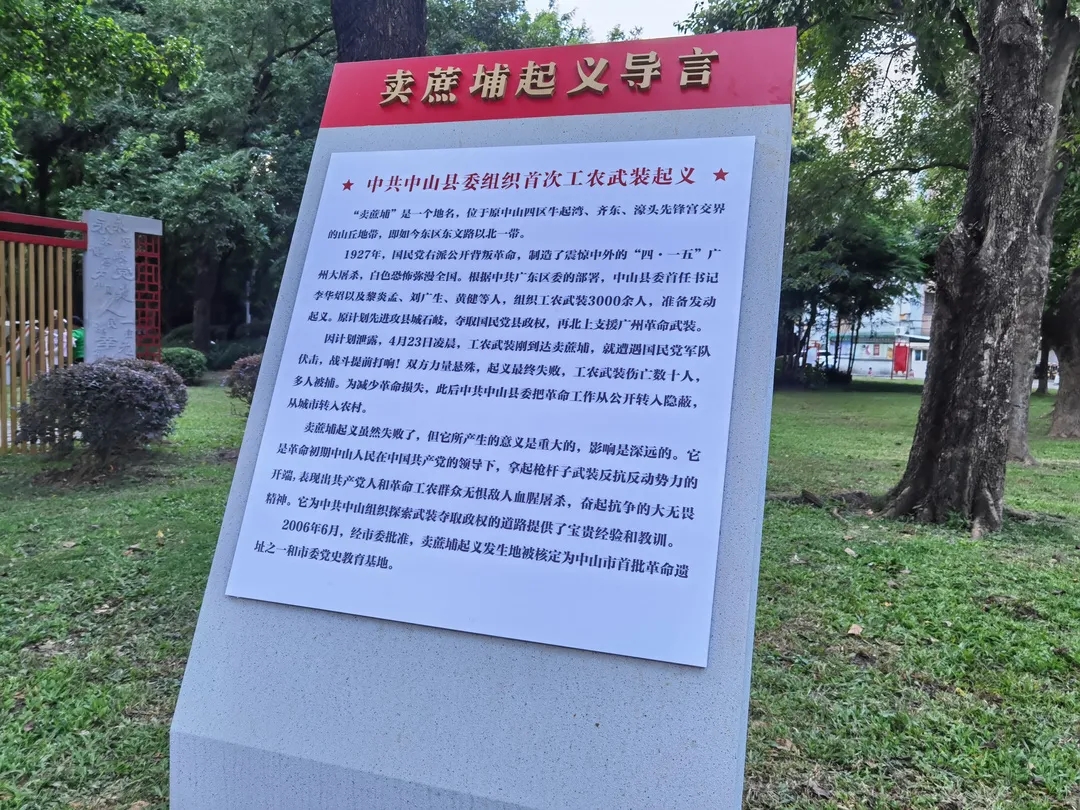 卖蔗埔起义导言
★ 中共中山县委组织首次工农武装起义 ★
“卖蔗埔”是一个地名，位于原中山四区牛起湾、齐东、濠头先锋宫交界
的山丘地带，即如今东区东文路以北一带。
1927年，国民党右派公开背叛革命，制造了震惊中外的“四·一五”广
州大屠杀，白色恐怖弥漫全国。根据中共广东区委的部署，中山县委首任书记
李华炤以及黎炎孟、刘广生、黄健等人，组织工农武装3000余人，准备发动
起义。原计划先进攻县城石岐，夺取国民党县政权，再北上支援广州革命武装。
因计划泄露，4月23日凌晨，工农武装刚到达卖蔗埔，就遭遇国民党军队
伏击，战斗提前打响！双方力量悬殊，起义最终失败，工农武装伤亡数十人，
多人被捕。为减少革命损失，此后中共中山县委把革命工作从公开转入隐蔽，
从城市转入农村。
卖蔗埔起义虽然失败了，但它所产生的意义是重大的，影响是深远的。它
是革命初期中山人民在中国共产党的领导下，拿起枪杆子武装反抗反动势力的
开端，表现出共产党人和革命工农群众无惧敌人血腥屠杀，奋起抗争的大无畏
精神。它为中共中山组织探索武装夺取政权的道路提供了宝贵经验和教训。
2006年6月，经市委批准，卖蔗埔起义发生地被核定为中山市首批革命遗
址之一和市委党史教育基地。